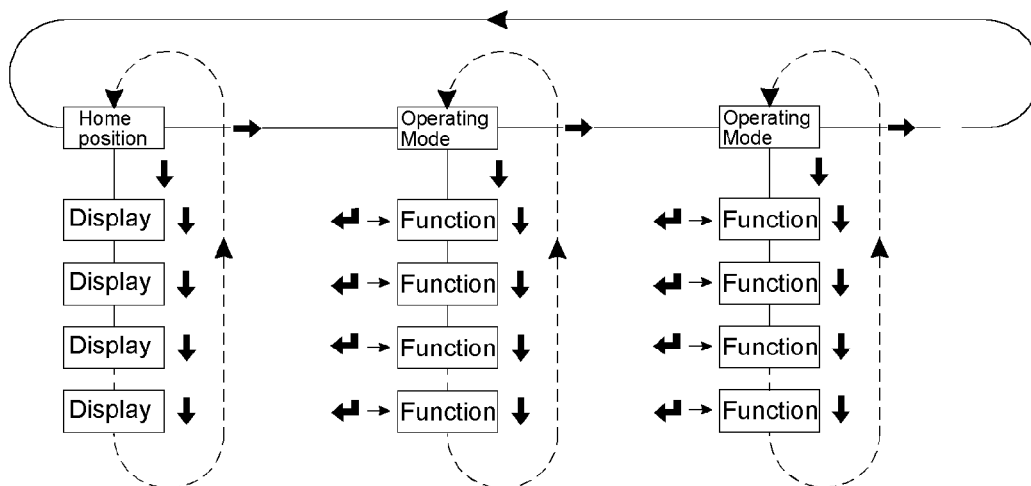 Home
position
Operating
Mode
Operating
Mode
Display
Function
Function
Display
Function
Function
Display
Function
Function
Display
Function
Function